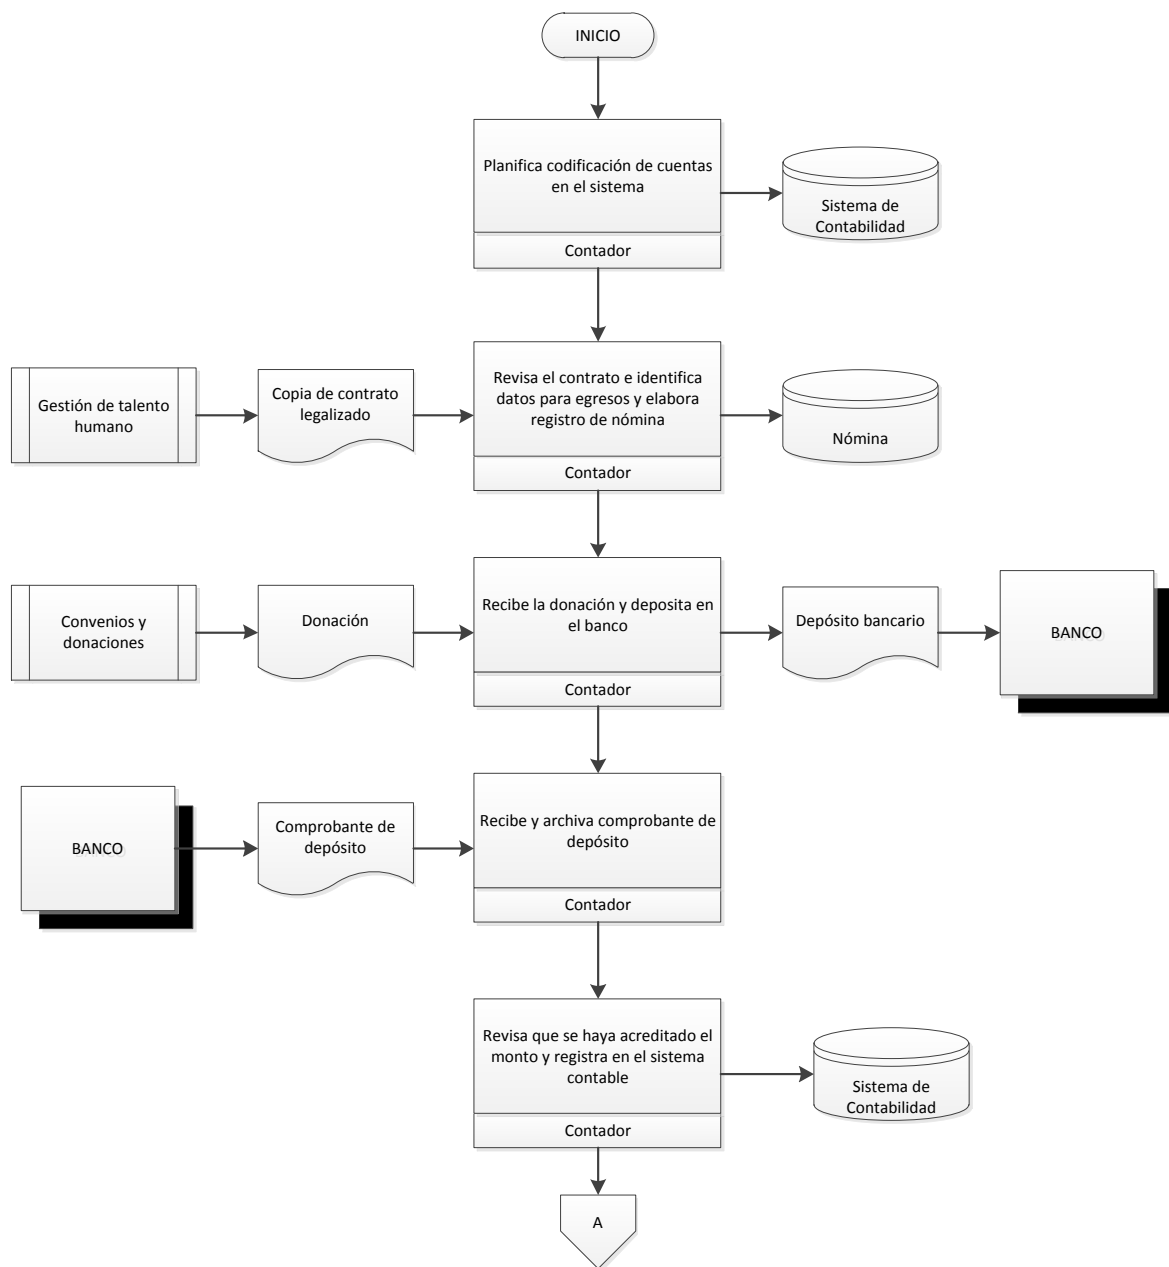 INICIO
Planifica codificación de cuentas
en el sistema
Contador
Sistema de
Contabilidad
Gestión de talento
humano
Copia de contrato
legalizado
Revisa el contrato e identifica
datos para egresos y elabora
registro de nómina
Contador
Nómina
Convenios y
donaciones
Donación
Recibe la donación y deposita en
el banco
Contador
Depósito bancario
BANCO
BANCO
Comprobante de
depósito
Recibe y archiva comprobante de
depósito
Contador
Revisa que se haya acreditado el
monto y registra en el sistema
contable
Contador
Sistema de
Contabilidad
A